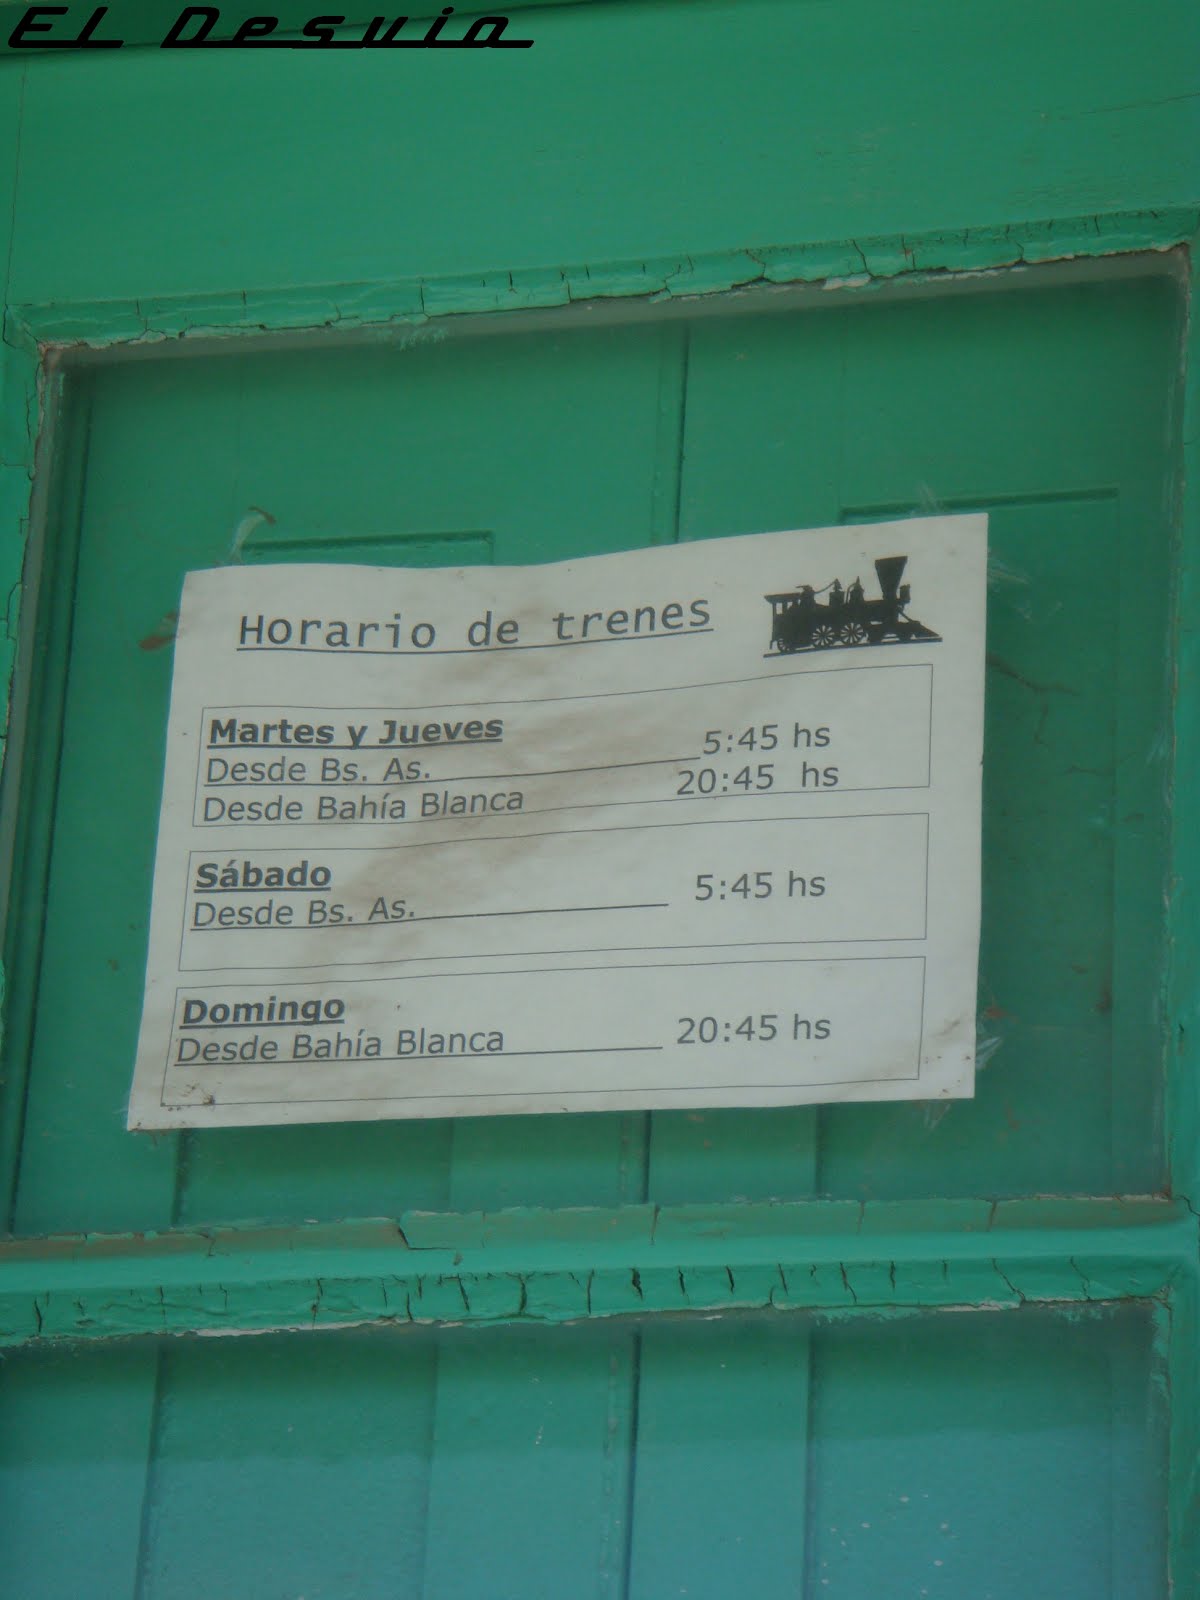 EL Desvio
Horario de trenes
Martes y Jueves
Desde Bs. As. 5:45 hs
Desde Bahía Blanca 20:45 hs
Sábado
Desde Bs. As. 5:45 hs
Domingo
Desde Bahía Blanca 20:45 hs